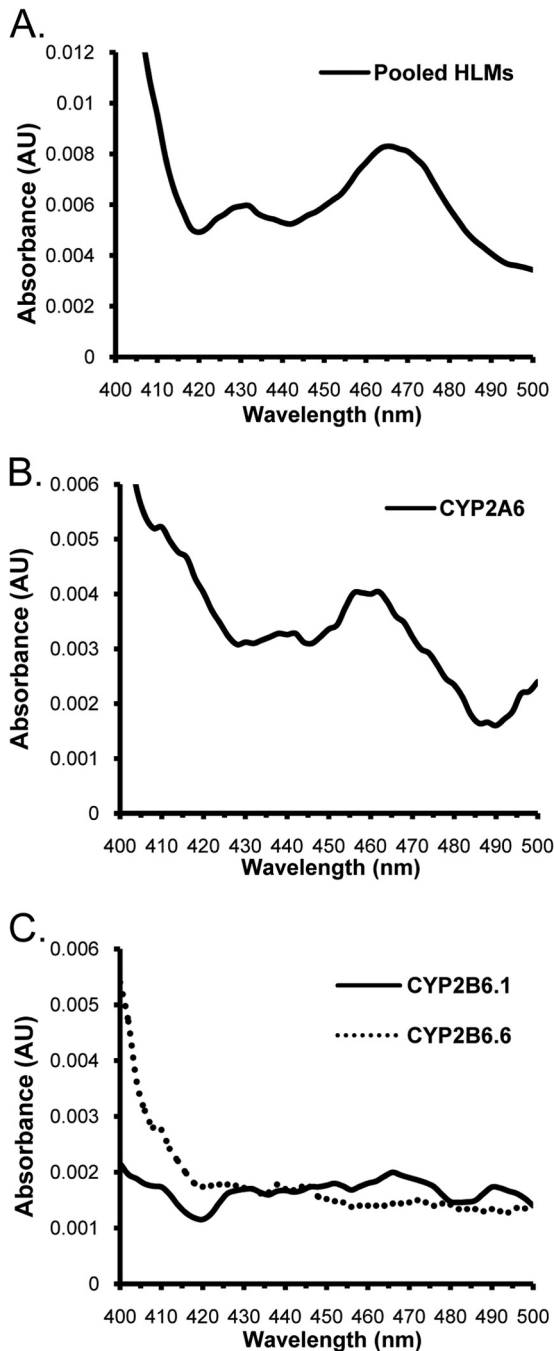 A.
Pooled HLMs
Absorbance (AU)
0.012
0.01
0.008
0.006
0.004
0.002
0
400 410 420 430 440 450 460 470 480 490 500
Wavelength (nm)
B.
CYP2A6
Absorbance (AU)
0.006
0.005
0.004
0.003
0.002
0.001
0
400 410 420 430 440 450 460 470 480 490 500
Wavelength (nm)
C.
CYP2B6.1
CYP2B6.6
Absorbance (AU)
0.006
0.005
0.004
0.003
0.002
0.001
0
400 410 420 430 440 450 460 470 480 490 500
Wavelength (nm)